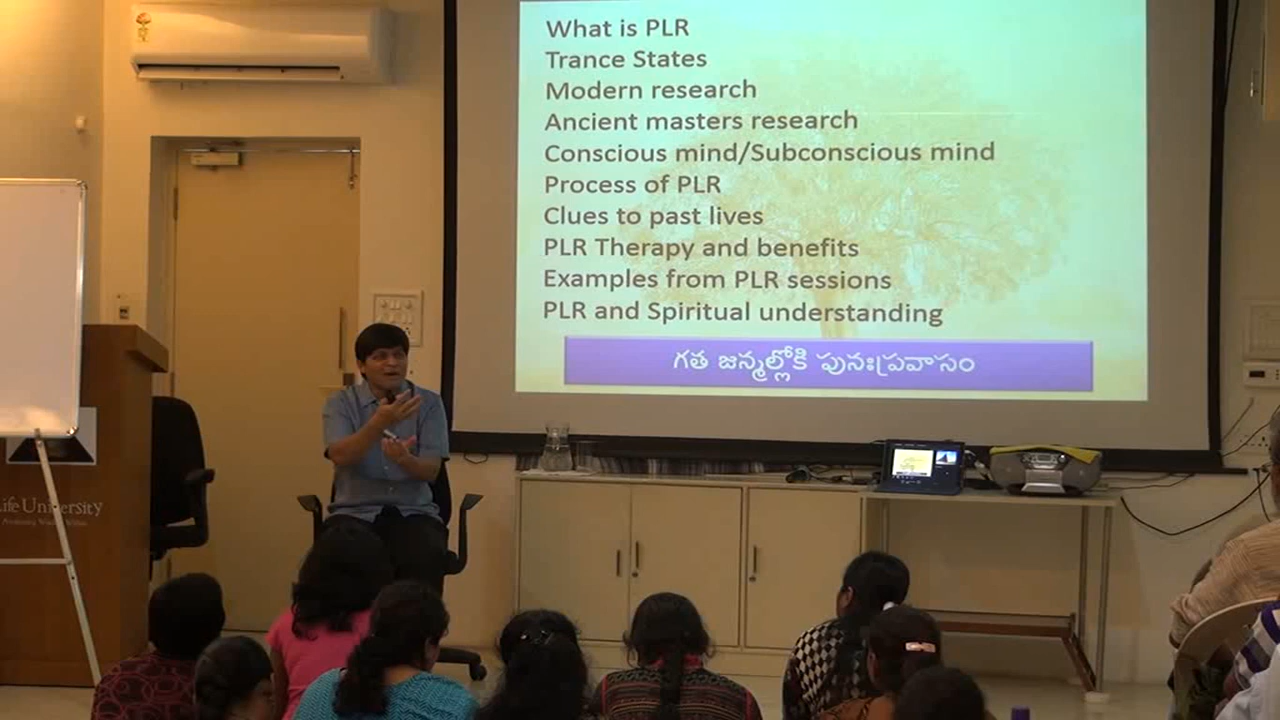 What is PLR
Trance States
Modern research
Ancient masters research
Conscious mind/Subconscious mind
Process of PLR
Clues to past lives
PLR Therapy and benefits
Examples from PLR sessions
PLR and Spiritual understanding
గత జన్మల్లోకి పునఃప్రవాసం
Life University